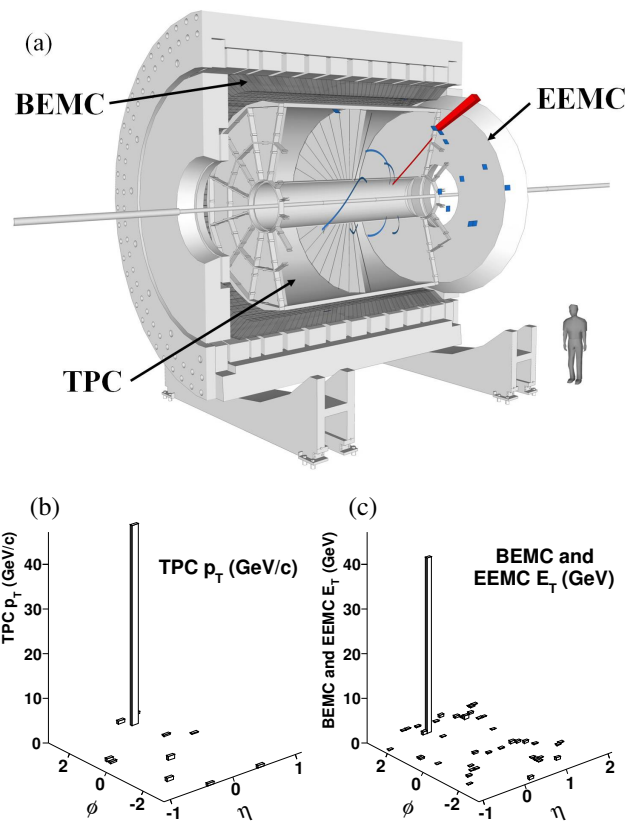 (a)
BEMC
EEMC
TPC
(b)
TPC p_T (GeV/c)
TPC p_T (GeV/c)
40
30
20
10
0
2
0
-2
ϕ
-1
0
1
η
(c)
BEMC and
EEMC E_T (GeV)
BEMC and EEMC E_T (GeV)
40
30
20
10
0
2
0
-2
ϕ
-1
0
1
2
η